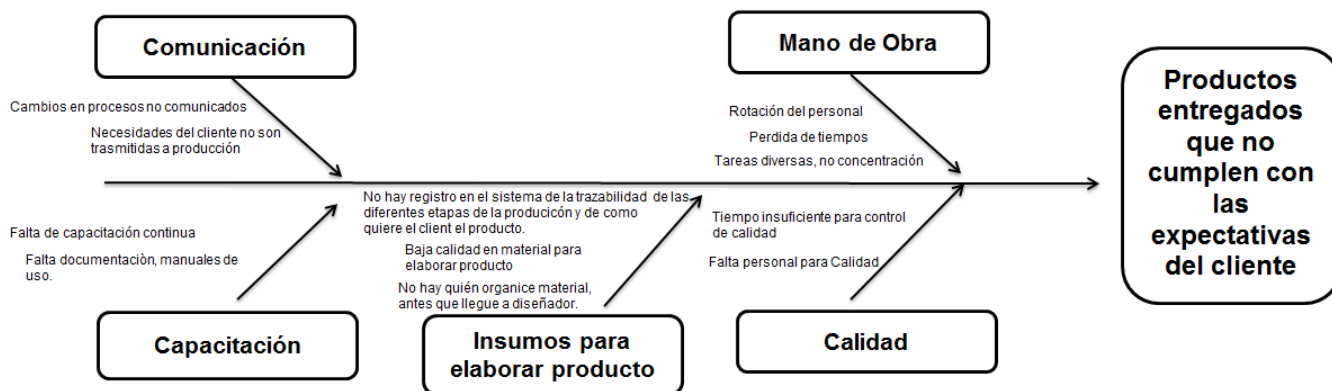 Comunicación
Cambios en procesos no comunicados
Necesidades del cliente no son
trasmitidas a producción
Mano de Obra
Rotación del personal
Perdida de tiempos
Tareas diversas, no concentración
Productos
entregados
que no
cumplen con
las
expectativas
del cliente
Falta de capacitación continua
Falta documentaciòn, manuales de
uso.
Capacitación
No hay registro en el sistema de la trazabilidad de las
diferentes etapas de la producicón y de como
quiere el client el producto.
Baja calidad en material para
elaborar producto
No hay quién organice material,
antes que llegue a diseñador.
Insumos para
elaborar producto
Tiempo insuficiente para control
de calidad
Falta personal para Calidad
Calidad